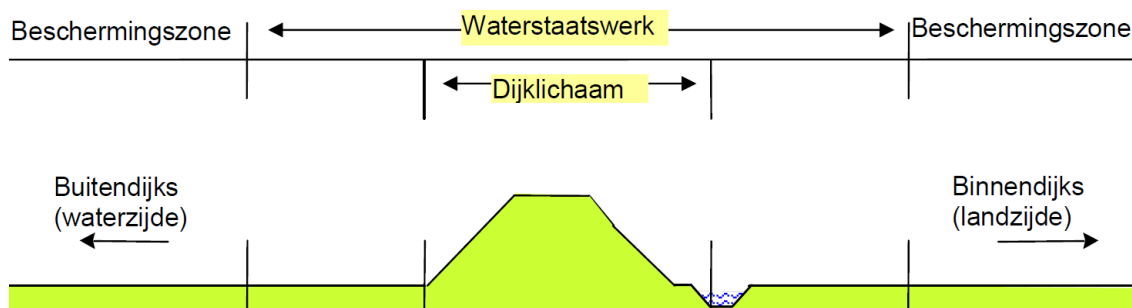 Beschermingszone
Waterstaatswerk
Beschermingszone
Dijklichaam
Buitendijks
(waterzijde)
Binnendijks
(landzijde)